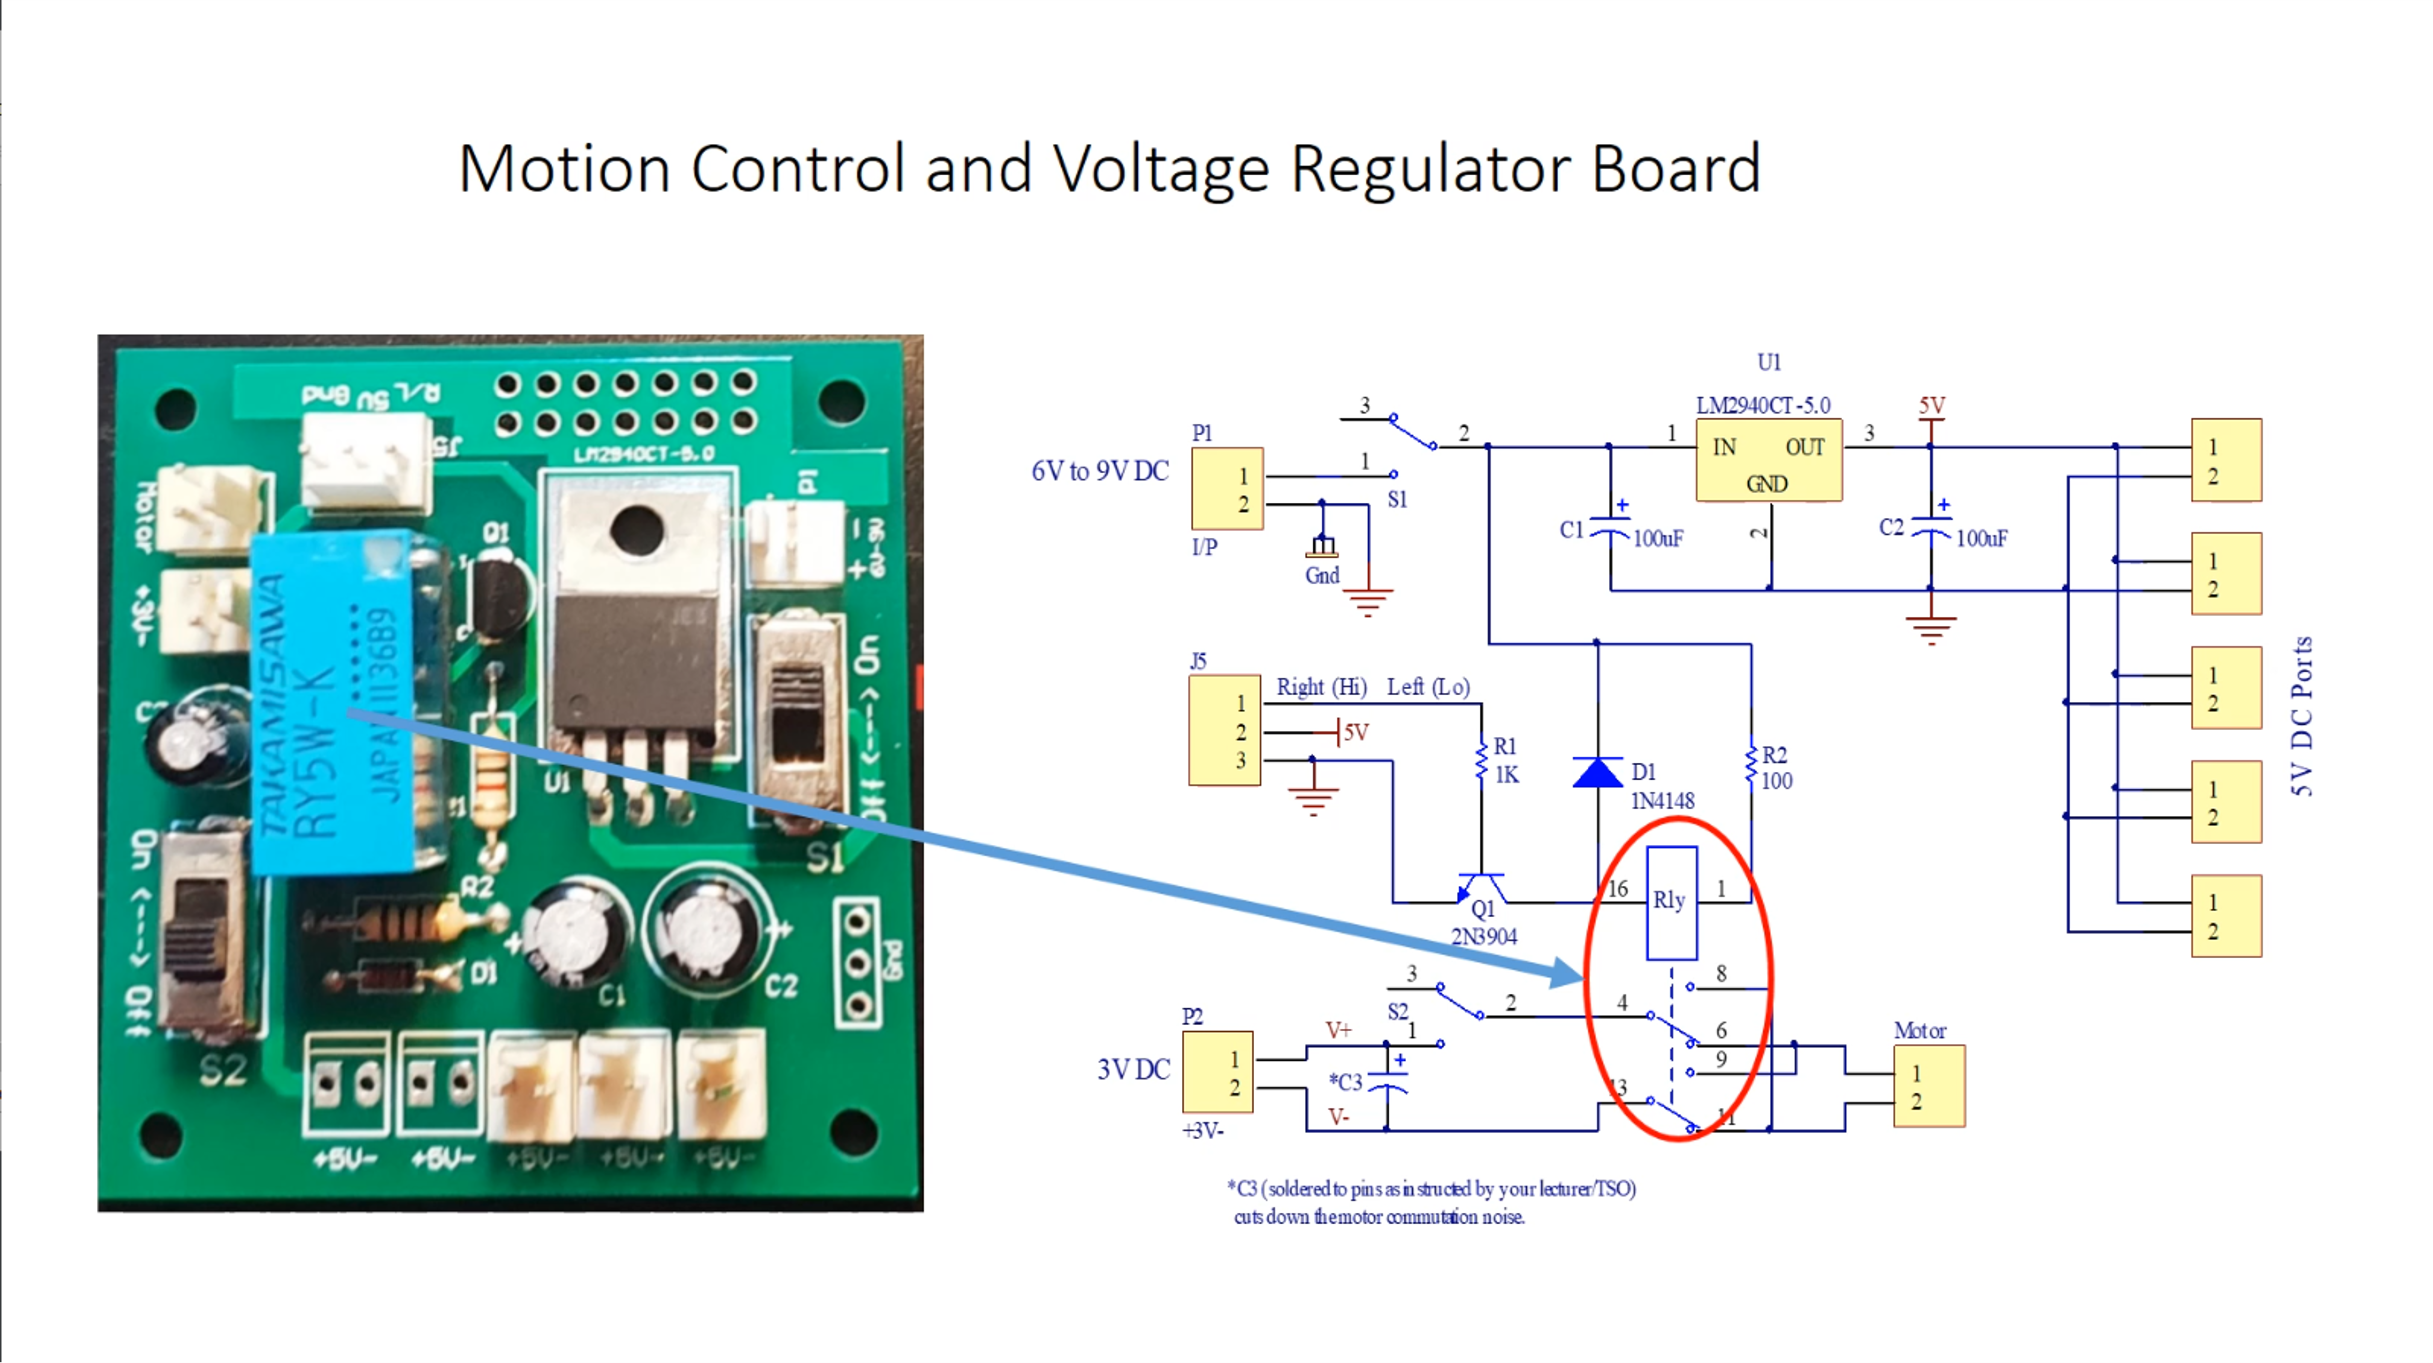 Motion Control and Voltage Regulator Board
R/L 5V Gnd
J5
LM2940CT-5.0
P1
Motor
Q1
- 6-9 +
+3V-
TAKAMISAWA
RY5W-K
JAPAN 1136B9
On <---> Off
U1
S1
On <---> Off
R2
D1
C1
C2
Gnd
S2
+5V-
+5V-
+5V-
+5V-
+5V-
U1
LM2940CT-5.0
5V
P1
6V to 9V DC
1
2
I/P
3
2
1
S1
Gnd
1
IN OUT
GND
3
2
C1
+
100uF
C2
+
100uF
1
2
1
2
1
2
1
2
1
2
5V DC Ports
J5
1
2
3
Right (Hi) Left (Lo)
5V
R1
1K
D1
1N4148
R2
100
Q1
2N3904
16
Rly
1
8
4
6
9
13
11
3
S2
2
1
P2
3V DC
1
2
+3V-
V+
+
*C3
V-
Motor
1
2
*C3 (soldered to pins as instructed by your lecturer/TSO)
cuts down the motor commutation noise.